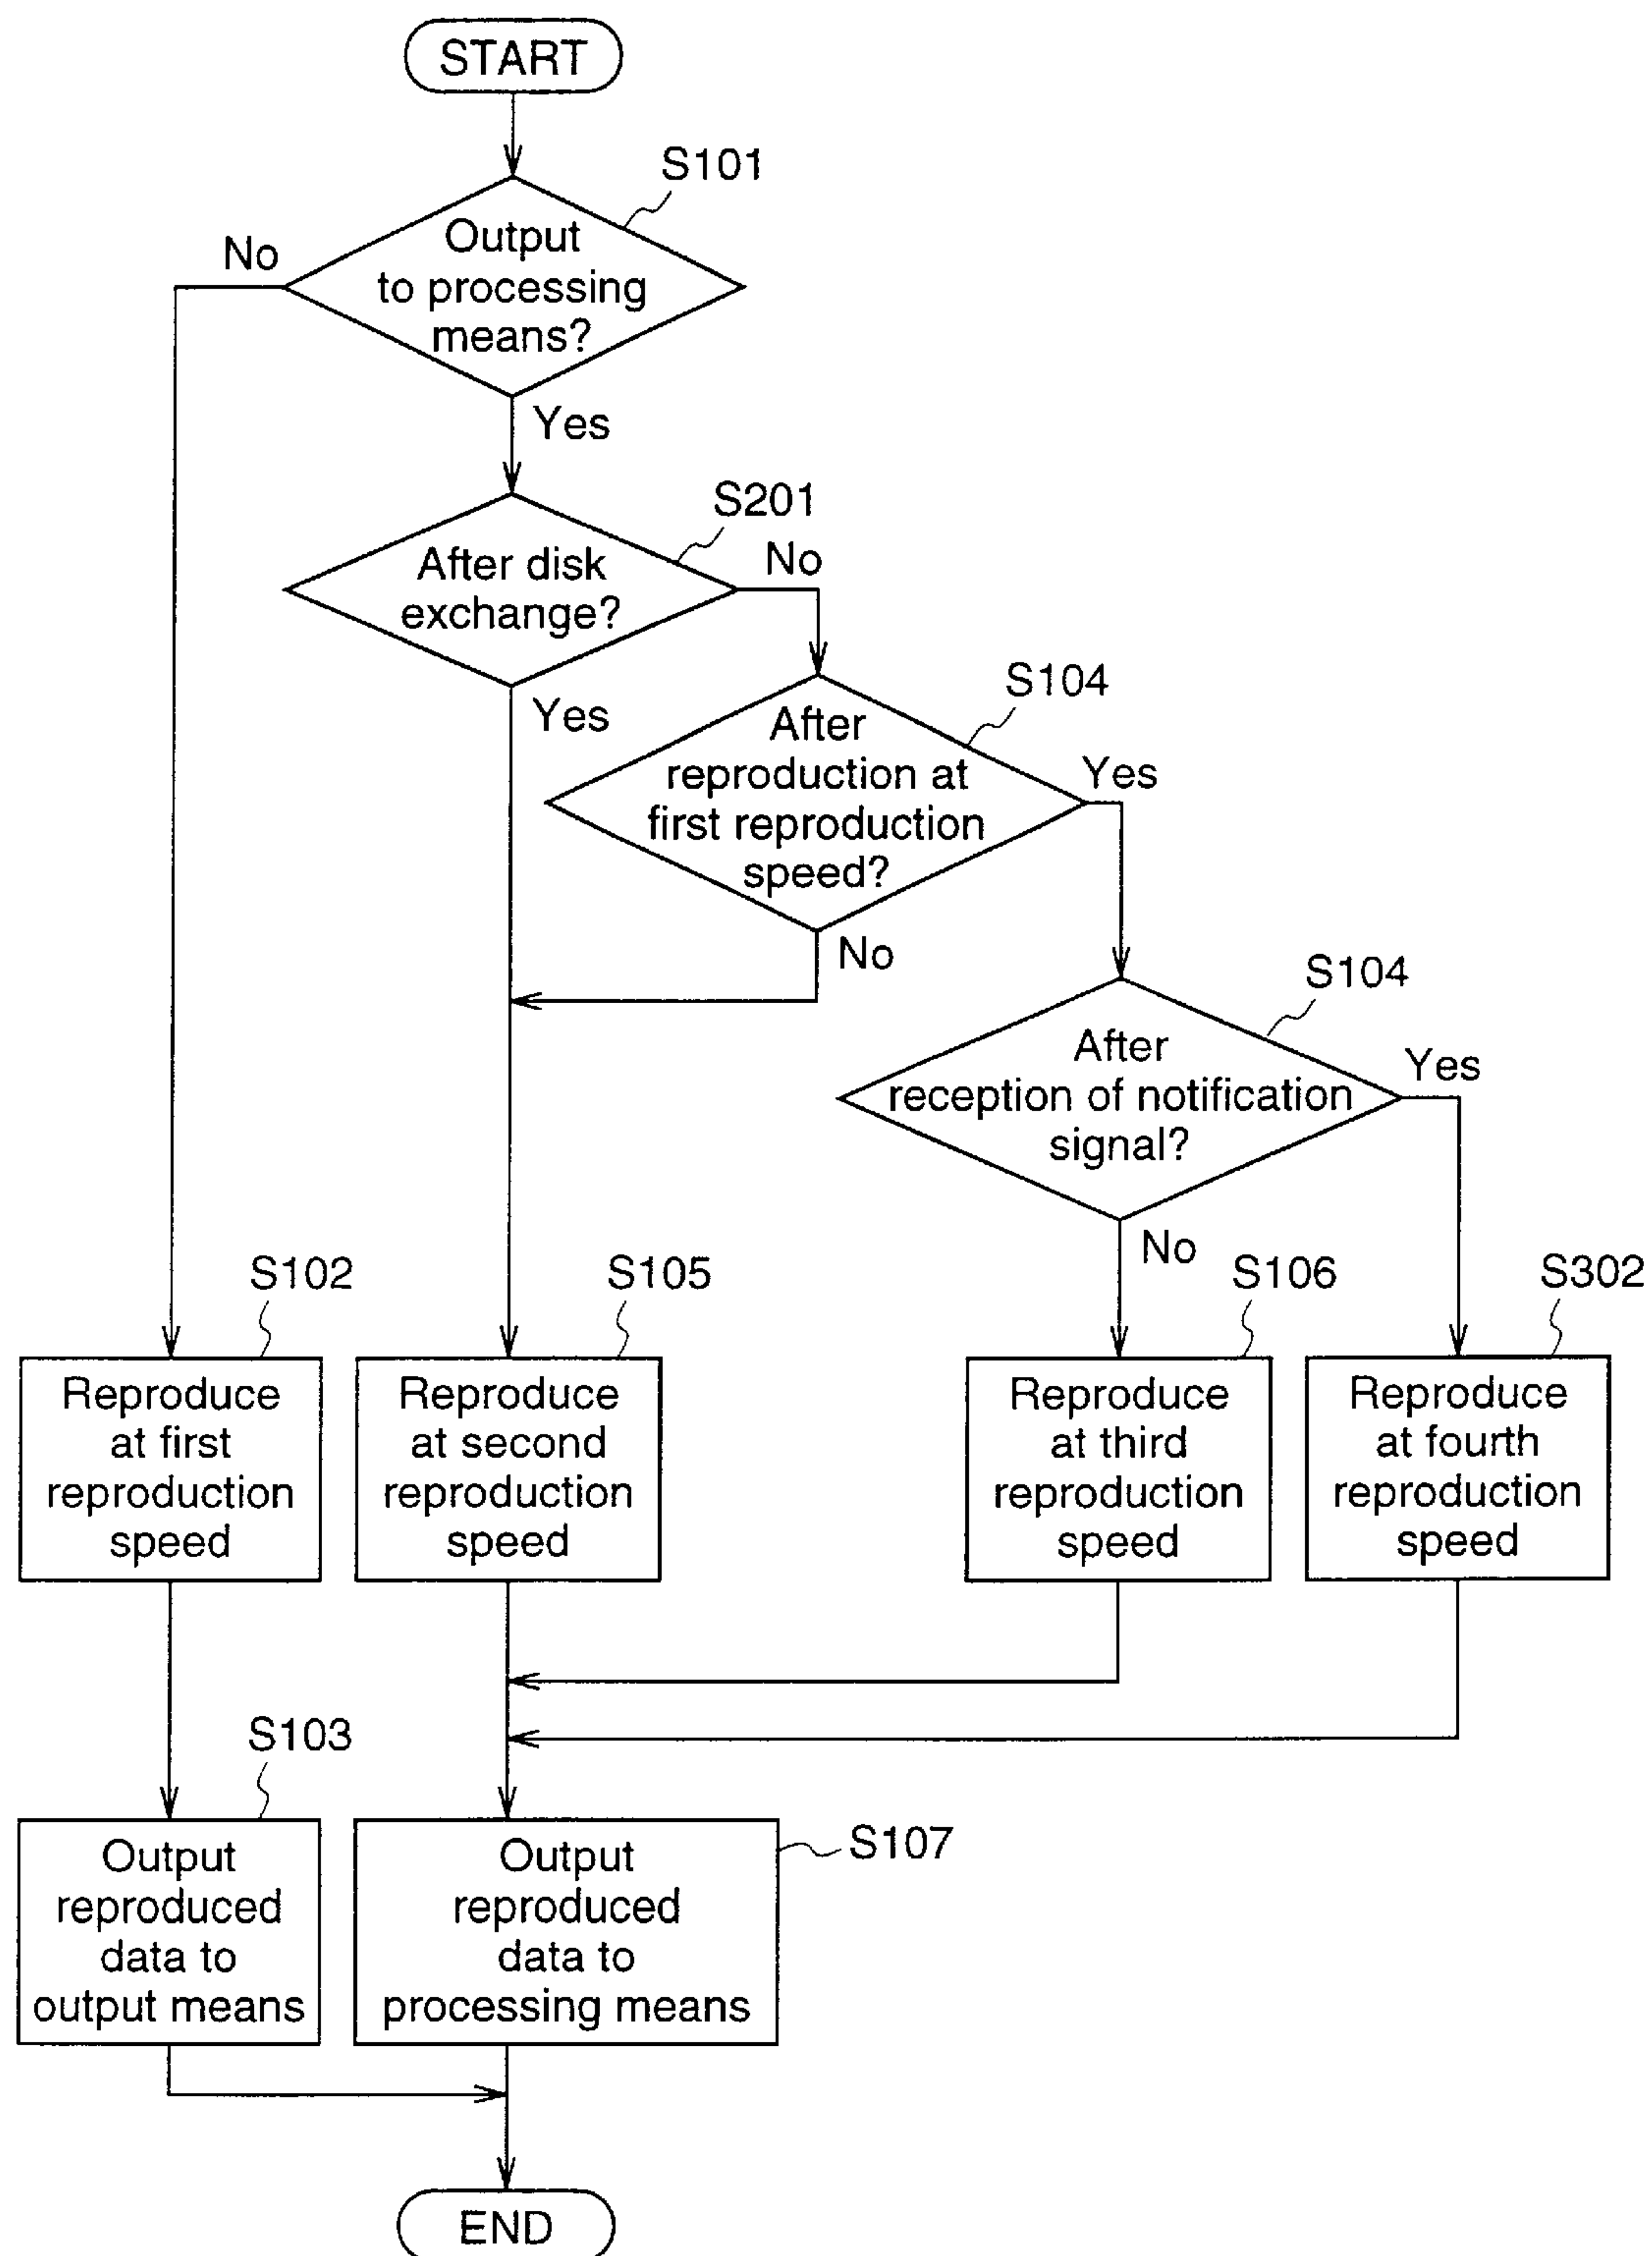 START
S101
No
Output
to processing
means?
Yes
S201
After disk
exchange?
No
Yes
S104
After
reproduction at
first reproduction
speed?
Yes
No
S104
After
reception of notification
signal?
Yes
No
S102
Reproduce
at first
reproduction
speed
S105
Reproduce
at second
reproduction
speed
S106
Reproduce
at third
reproduction
speed
S302
Reproduce
at fourth
reproduction
speed
S103
Output
reproduced
data to
output means
S107
Output
reproduced
data to
processing means
END